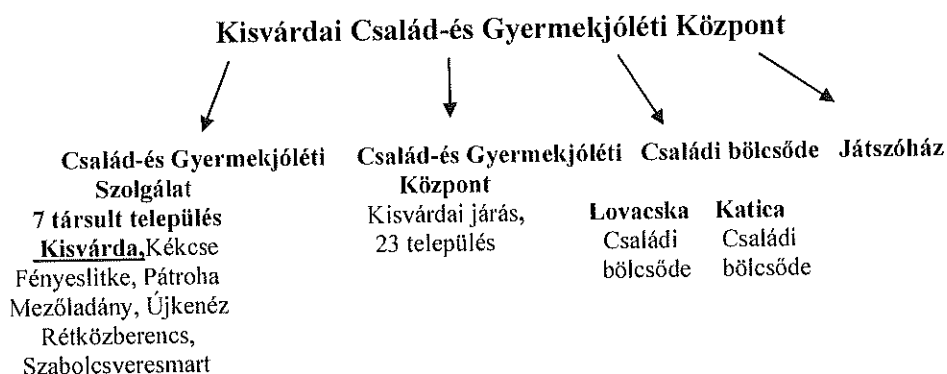 Kisvárdai Család-és Gyermekjóléti Központ
Család-és Gyermekjóléti
Szolgálat
7 társult település
Kisvárda,Kékcse
Fényeslitke, Pátroha
Mezőladány, Újkenéz
Rétközberencs,
Szabolcsveresmart
Család-és Gyermekjóléti
Központ
Kisvárdai járás,
23 település
Családi bölcsőde
Lovacska
Családi
bölcsőde
Katica
Családi
bölcsőde
Játszóház